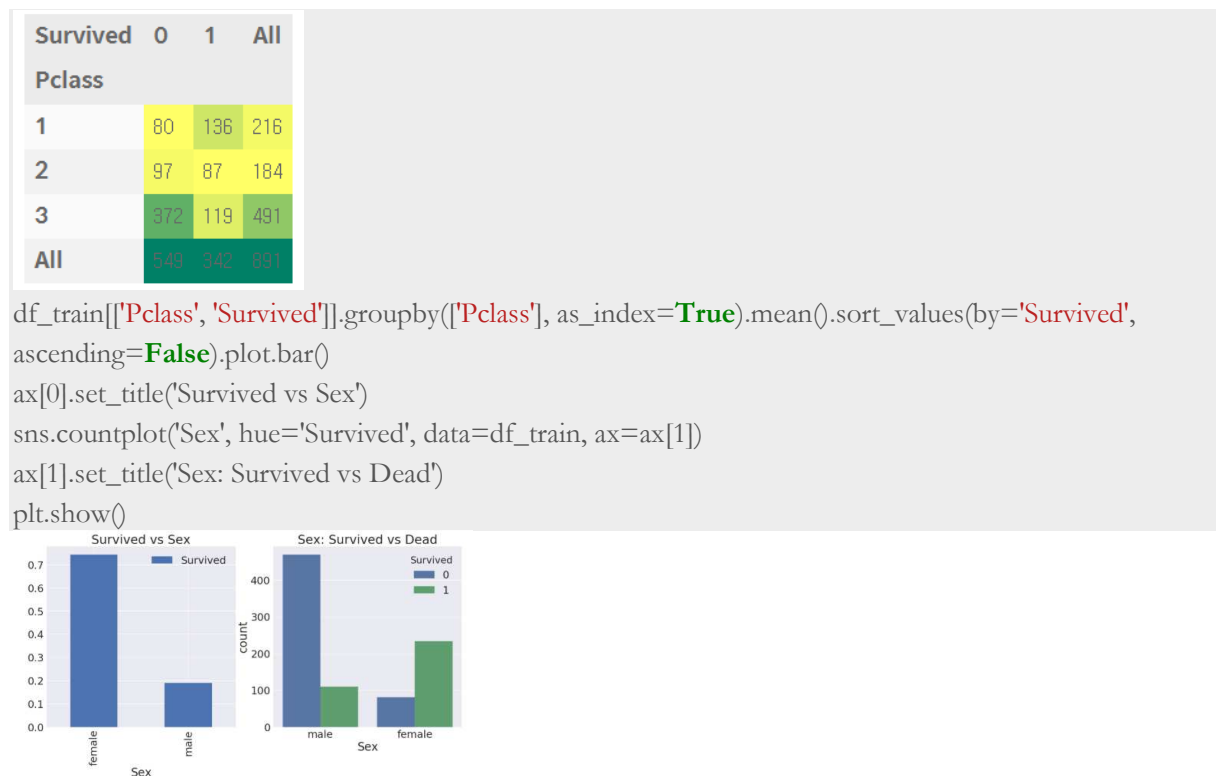 Survived 0 1 All
Pclass
1 80 136 216
2 97 87 184
3 372 119 491
All 549 342 891
df_train[['Pclass', 'Survived']].groupby(['Pclass'], as_index=True).mean().sort_values(by='Survived',
ascending=False).plot.bar()
ax[0].set_title('Survived vs Sex')
sns.countplot('Sex', hue='Survived', data=df_train, ax=ax[1])
ax[1].set_title('Sex: Survived vs Dead')
plt.show()
Survived vs Sex
Survived
0.7
0.6
0.5
0.4
0.3
0.2
0.1
0.0
female
male
Sex
Sex: Survived vs Dead
Survived
0
1
count
400
300
200
100
0
male
female
Sex